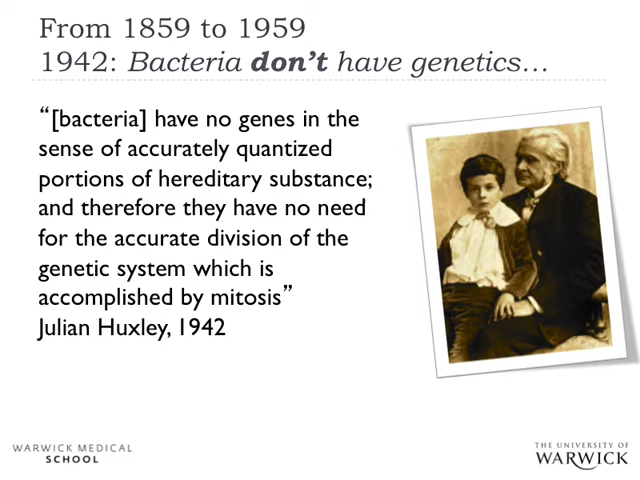 From 1859 to 1959
1942: Bacteria don't have genetics...
“[bacteria] have no genes in the
sense of accurately quantized
portions of hereditary substance;
and therefore they have no need
for the accurate division of the
genetic system which is
accomplished by mitosis”
Julian Huxley, 1942
WARWICK MEDICAL
SCHOOL
THE UNIVERSITY OF
WARWICK